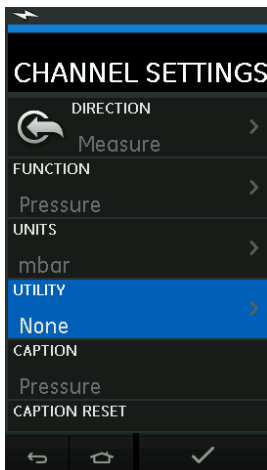 CHANNEL SETTINGS
DIRECTION
Measure
FUNCTION
Pressure
UNITS
mbar
UTILITY
None
CAPTION
Pressure
CAPTION RESET